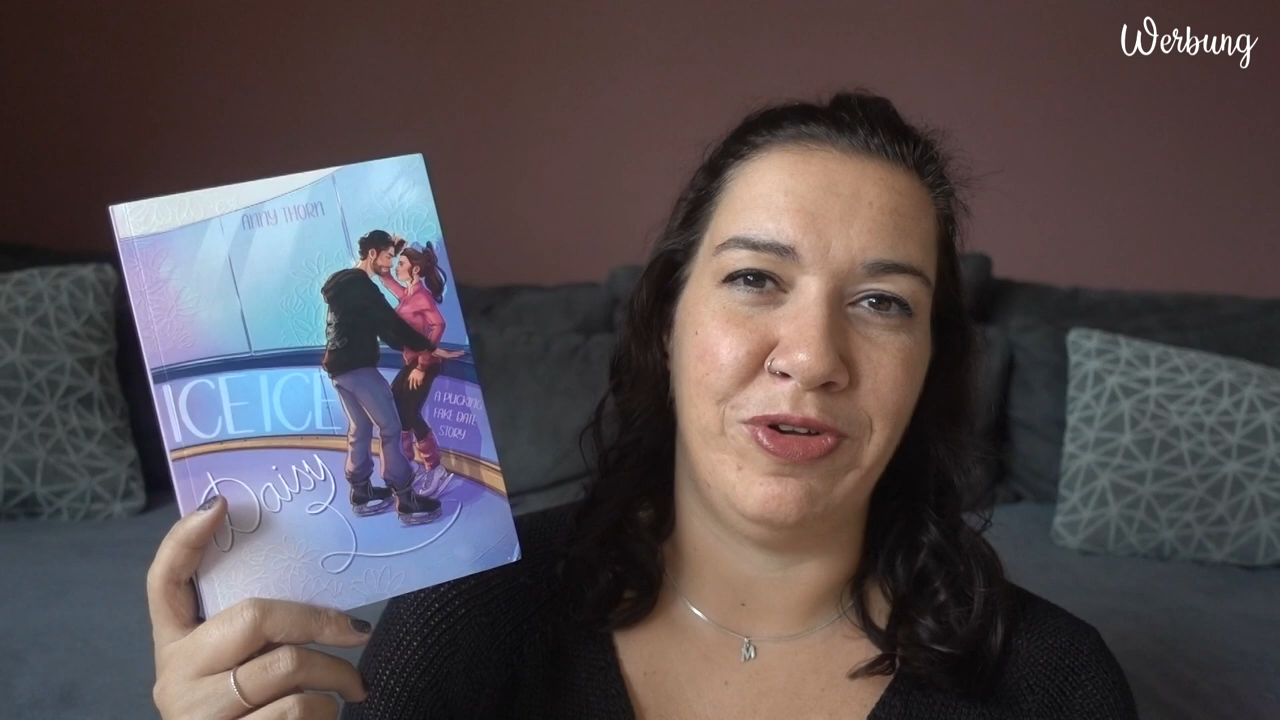 Werbung
ANNY THORN
ICE ICE
A PUCKING
FAKE DATE
STORY
Daisy
M